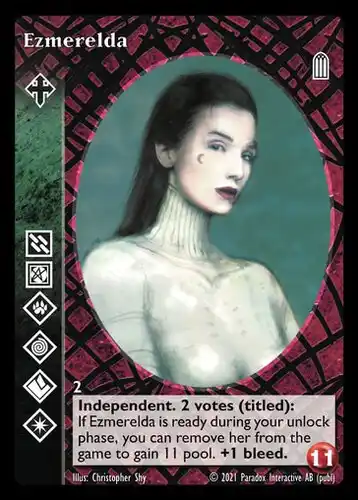 Ezmerelda
2
Independent. 2 votes (titled):
If Ezmerelda is ready during your unlock
phase, you can remove her from the
game to gain 11 pool. +1 bleed.
11
Illus: Christopher Shy
© 2021 Paradox Interactive AB (publ)